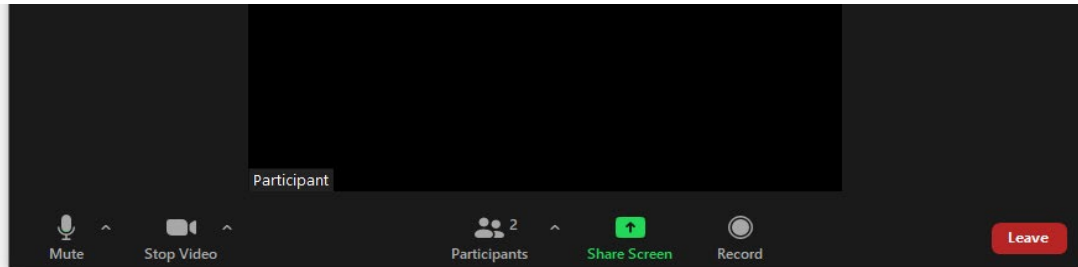 Participant
2
Mute
Stop Video
Participants
Share Screen
Record
Leave